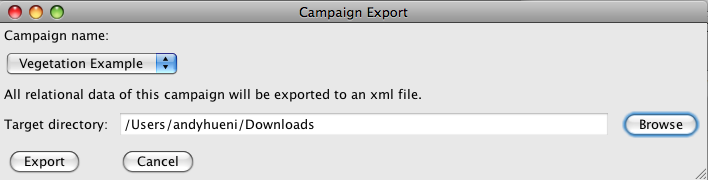 Campaign Export
Campaign name:
Vegetation Example
All relational data of this campaign will be exported to an xml file.
Target directory: /Users/andyhueni/Downloads Browse
Export Cancel